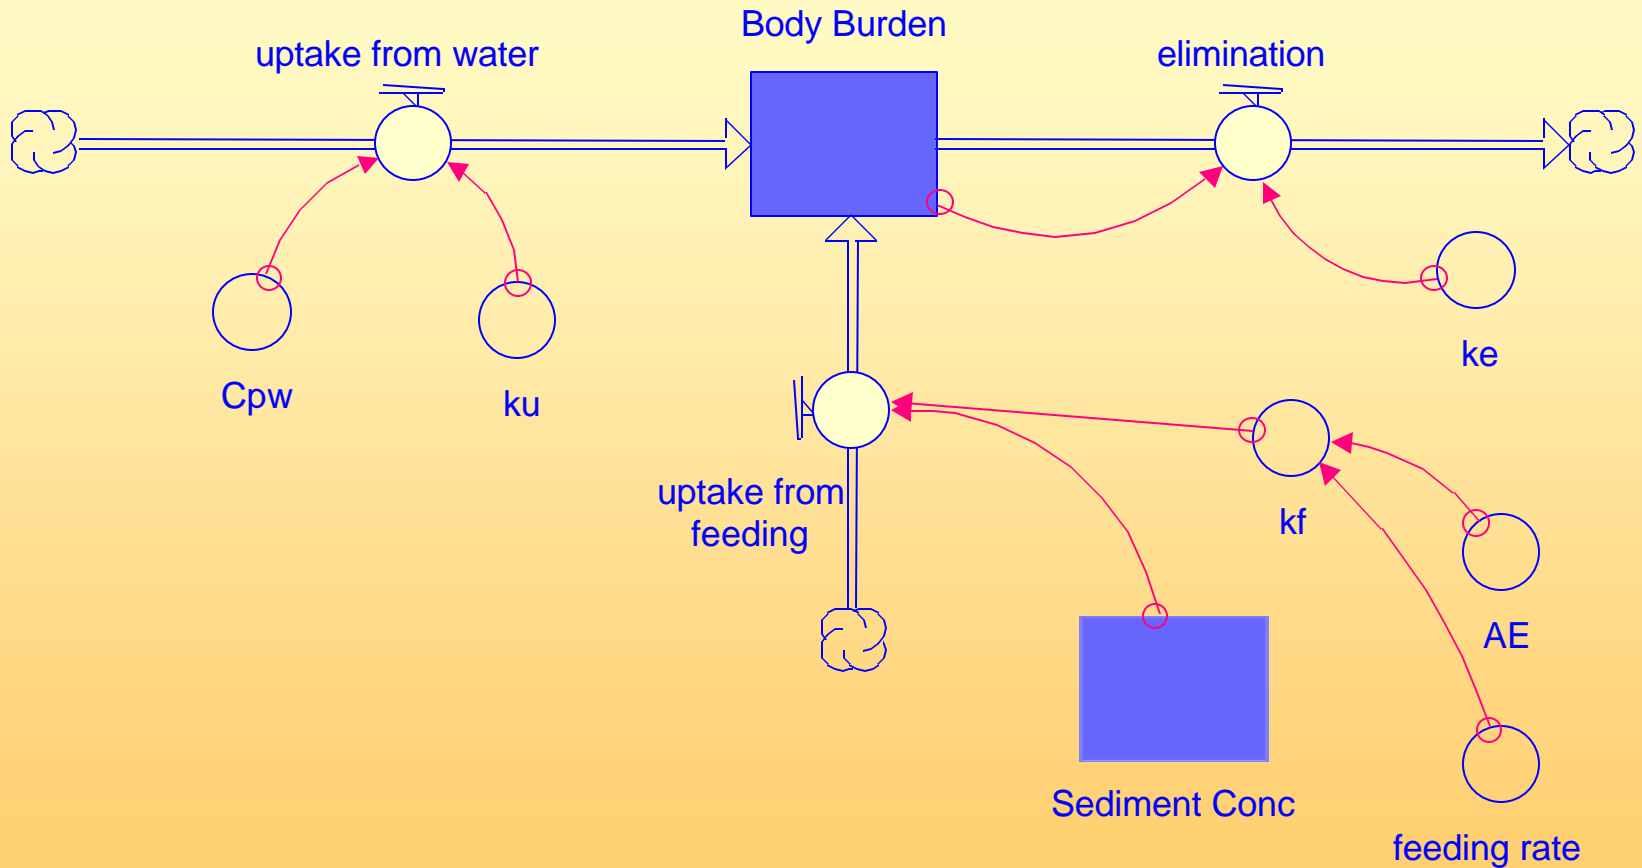 Body Burden
uptake from water
elimination
ke
Cpw
ku
uptake from
feeding
kf
AE
Sediment Conc
feeding rate